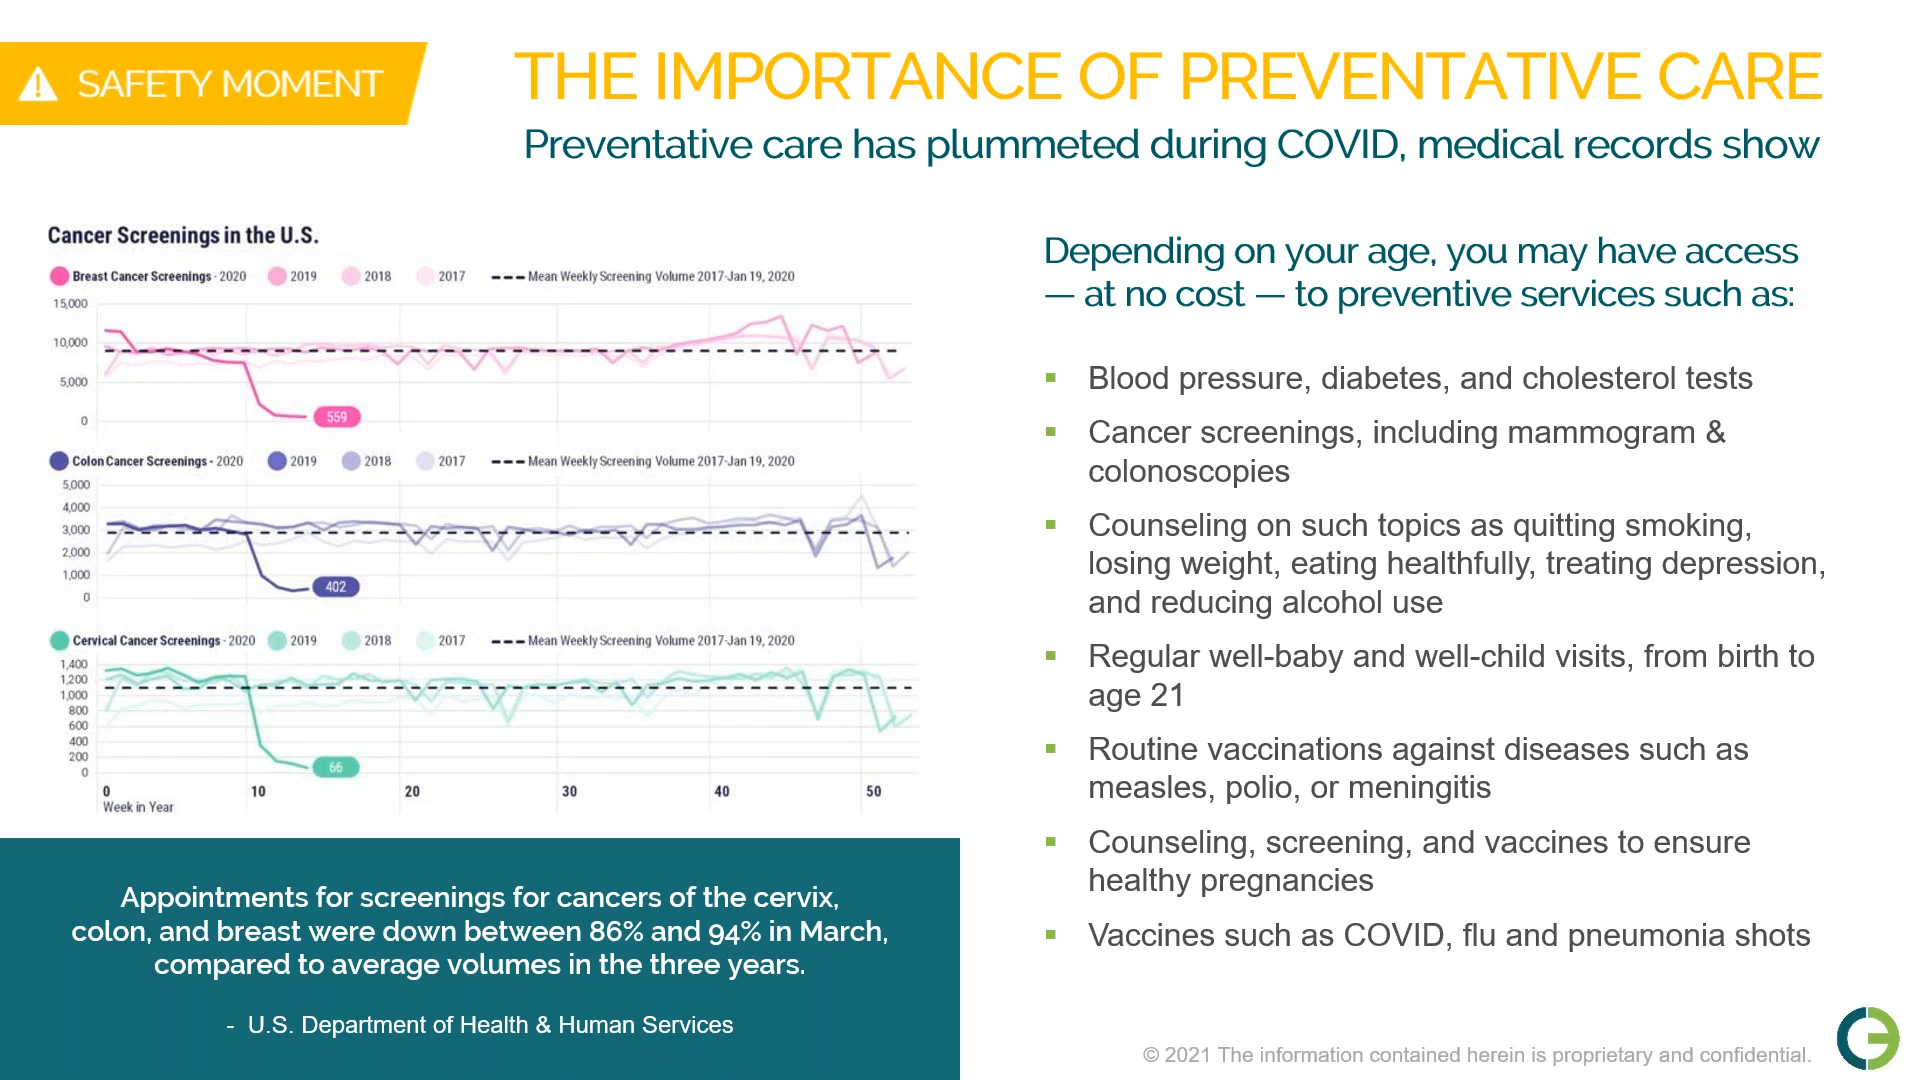 SAFETY MOMENT
THE IMPORTANCE OF PREVENTATIVE CARE
Preventative care has plummeted during COVID, medical records show
Cancer Screenings in the U.S.
Breast Cancer Screenings - 2020 2019 2018 2017 Mean Weekly Screening Volume 2017-Jan 19, 2020
15,000
10,000
5,000
0
559
Colon Cancer Screenings - 2020 2019 2018 2017 Mean Weekly Screening Volume 2017-Jan 19, 2020
5,000
4,000
3,000
2,000
1,000
0
402
Cervical Cancer Screenings - 2020 2019 2018 2017 Mean Weekly Screening Volume 2017-Jan 19, 2020
1,400
1,200
1,000
800
600
400
200
0
66
0 10 20 30 40 50
Week in Year
Appointments for screenings for cancers of the cervix,
colon, and breast were down between 86% and 94% in March,
compared to average volumes in the three years.
- U.S. Department of Health & Human Services
Depending on your age, you may have access
— at no cost — to preventive services such as:
▪ Blood pressure, diabetes, and cholesterol tests
▪ Cancer screenings, including mammogram &
colonoscopies
▪ Counseling on such topics as quitting smoking,
losing weight, eating healthfully, treating depression,
and reducing alcohol use
▪ Regular well-baby and well-child visits, from birth to
age 21
▪ Routine vaccinations against diseases such as
measles, polio, or meningitis
▪ Counseling, screening, and vaccines to ensure
healthy pregnancies
▪ Vaccines such as COVID, flu and pneumonia shots
© 2021 The information contained herein is proprietary and confidential.